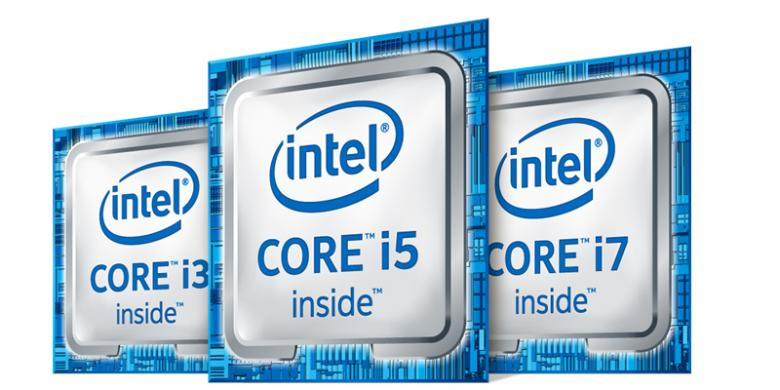 intel®
CORE™ i3
inside™
intel®
CORE™ i5
inside™
intel®
CORE™ i7
inside™